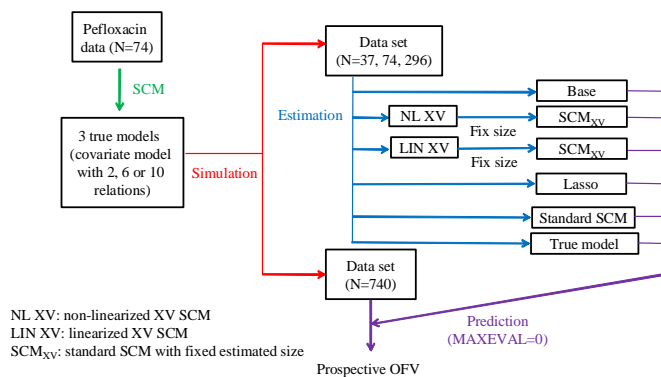 Pefloxacin
data (N=74)
SCM
3 true models
(covariate model
with 2, 6 or 10
relations)
Simulation
Data set
(N=37, 74, 296)
Estimation
Base
NL XV
Fix size
SCMXV
LIN XV
Fix size
SCMXV
Lasso
Standard SCM
True model
Data set
(N=740)
Prediction
(MAXEVAL=0)
Prospective OFV
NL XV: non-linearized XV SCM
LIN XV: linearized XV SCM
SCMXV: standard SCM with fixed estimated size